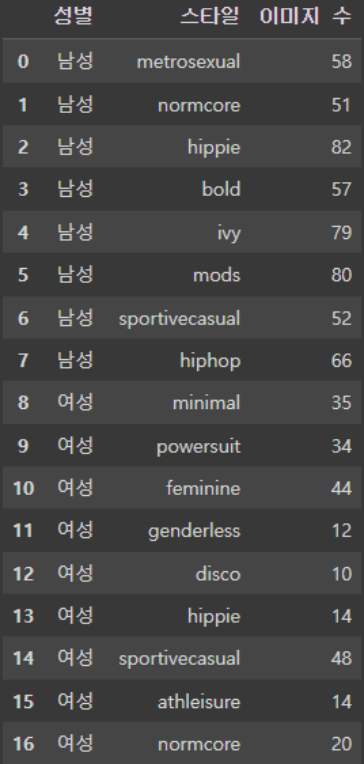 성별 스타일 이미지 수
0 남성 metrosexual 58
1 남성 normcore 51
2 남성 hippie 82
3 남성 bold 57
4 남성 ivy 79
5 남성 mods 80
6 남성 sportivecasual 52
7 남성 hiphop 66
8 여성 minimal 35
9 여성 powersuit 34
10 여성 feminine 44
11 여성 genderless 12
12 여성 disco 10
13 여성 hippie 14
14 여성 sportivecasual 48
15 여성 athleisure 14
16 여성 normcore 20